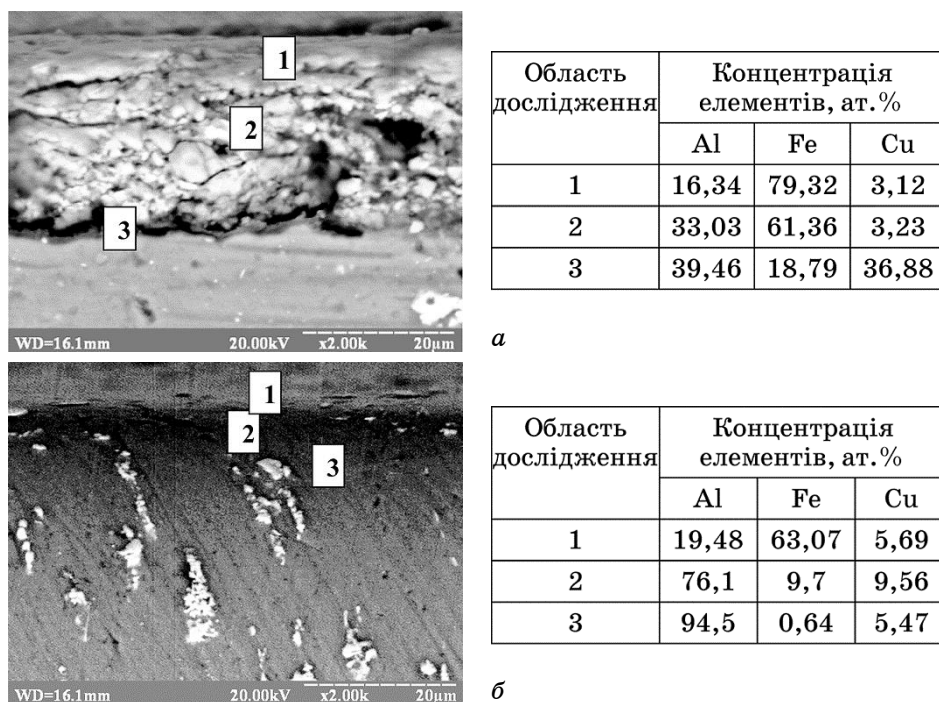 1
2
3
WD=16.1mm 20.00kV x2.00k 20µm
Область дослідження Концентрація елементів, ат.%
Al Fe Cu
1 16,34 79,32 3,12
2 33,03 61,36 3,23
3 39,46 18,79 36,88
а
1
2
3
WD=16.1mm 20.00kV x2.00k 20µm
Область дослідження Концентрація елементів, ат.%
Al Fe Cu
1 19,48 63,07 5,69
2 76,1 9,7 9,56
3 94,5 0,64 5,47
б